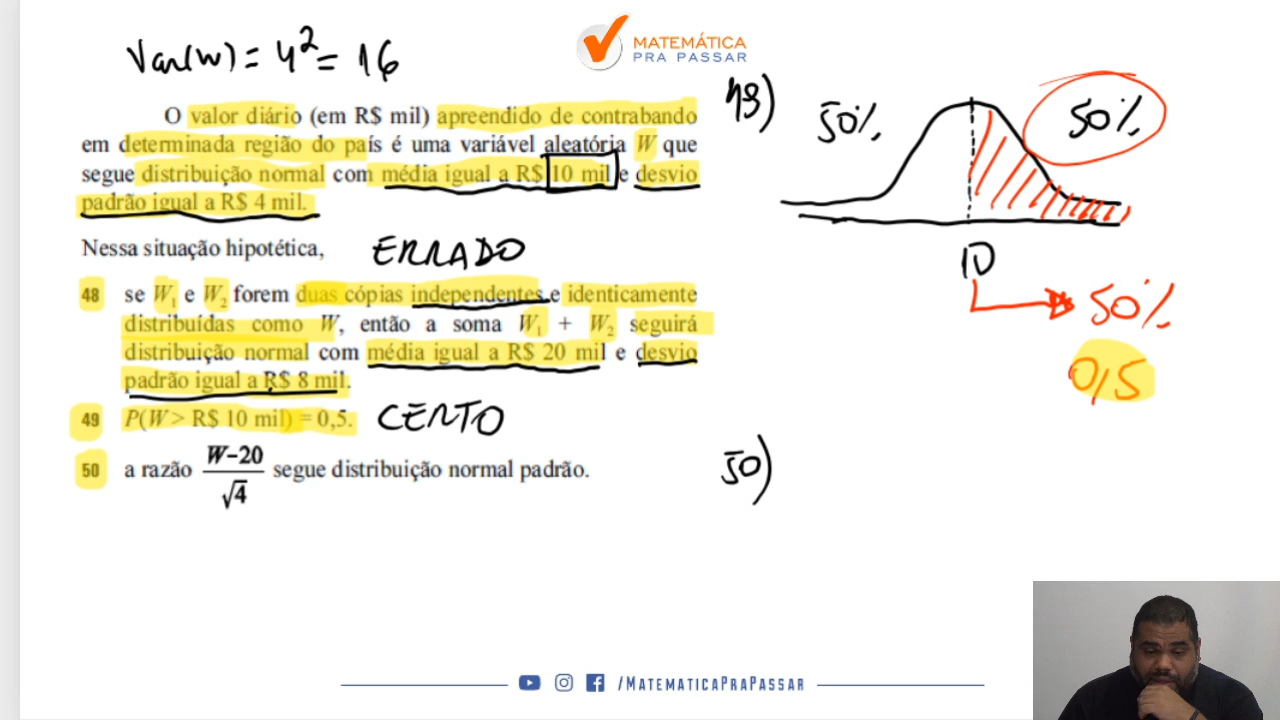 Var(W) = 4² = 16
MATEMÁTICA
PRA PASSAR
O valor diário (em R$ mil) apreendido de contrabando
em determinada região do país é uma variável aleatória W que
segue distribuição normal com média igual a R$ 10 mil e desvio
padrão igual a R$ 4 mil.
Nessa situação hipotética,
ERRADO
48 se W₁ e W₂ forem duas cópias independentes e identicamente
distribuídas como W, então a soma W₁ + W₂ seguirá
distribuição normal com média igual a R$ 20 mil e desvio
padrão igual a R$ 8 mil.
49 P(W > R$ 10 mil) = 0,5.
CERTO
50 a razão W–20
√4
segue distribuição normal padrão.
49)
50%
50%
10
50%
0,5
50)
/MATEMATICAPRAPASSAR